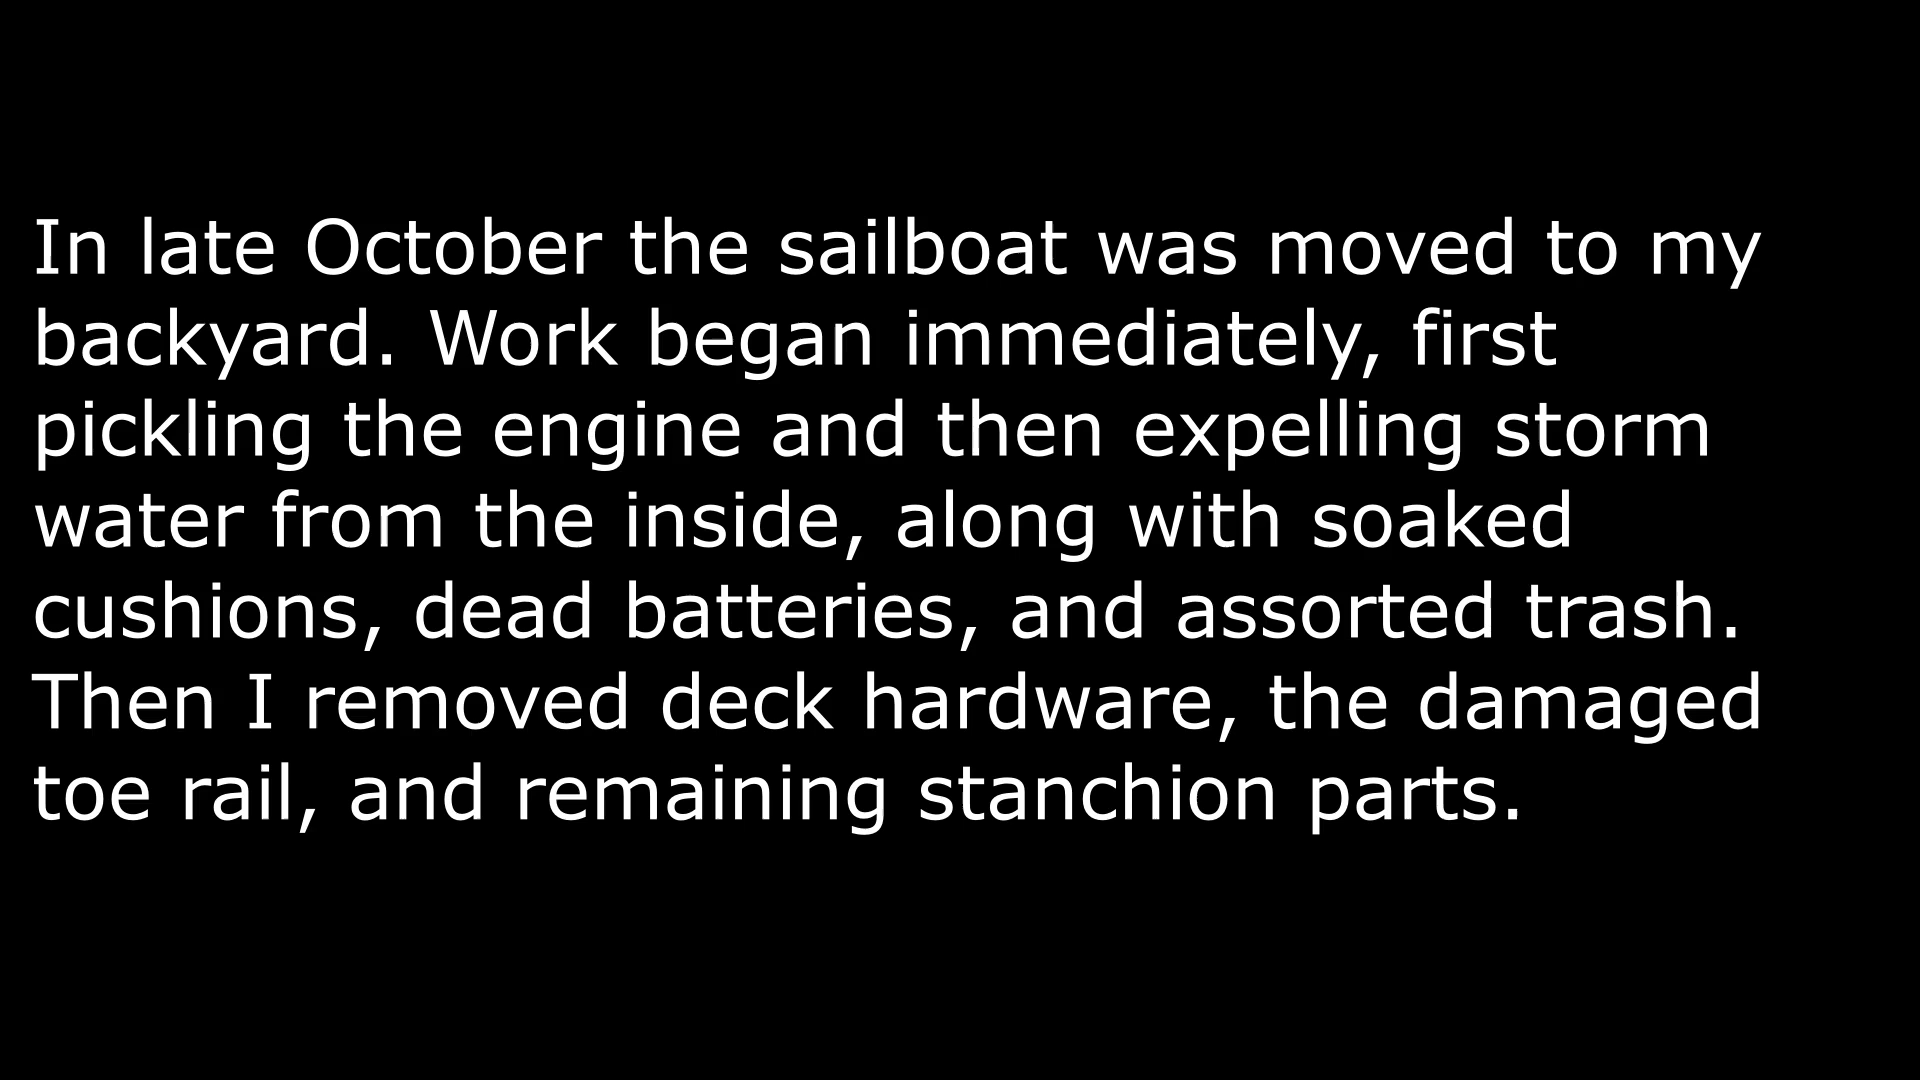 In late October the sailboat was moved to my
backyard. Work began immediately, first
pickling the engine and then expelling storm
water from the inside, along with soaked
cushions, dead batteries, and assorted trash.
Then I removed deck hardware, the damaged
toe rail, and remaining stanchion parts.